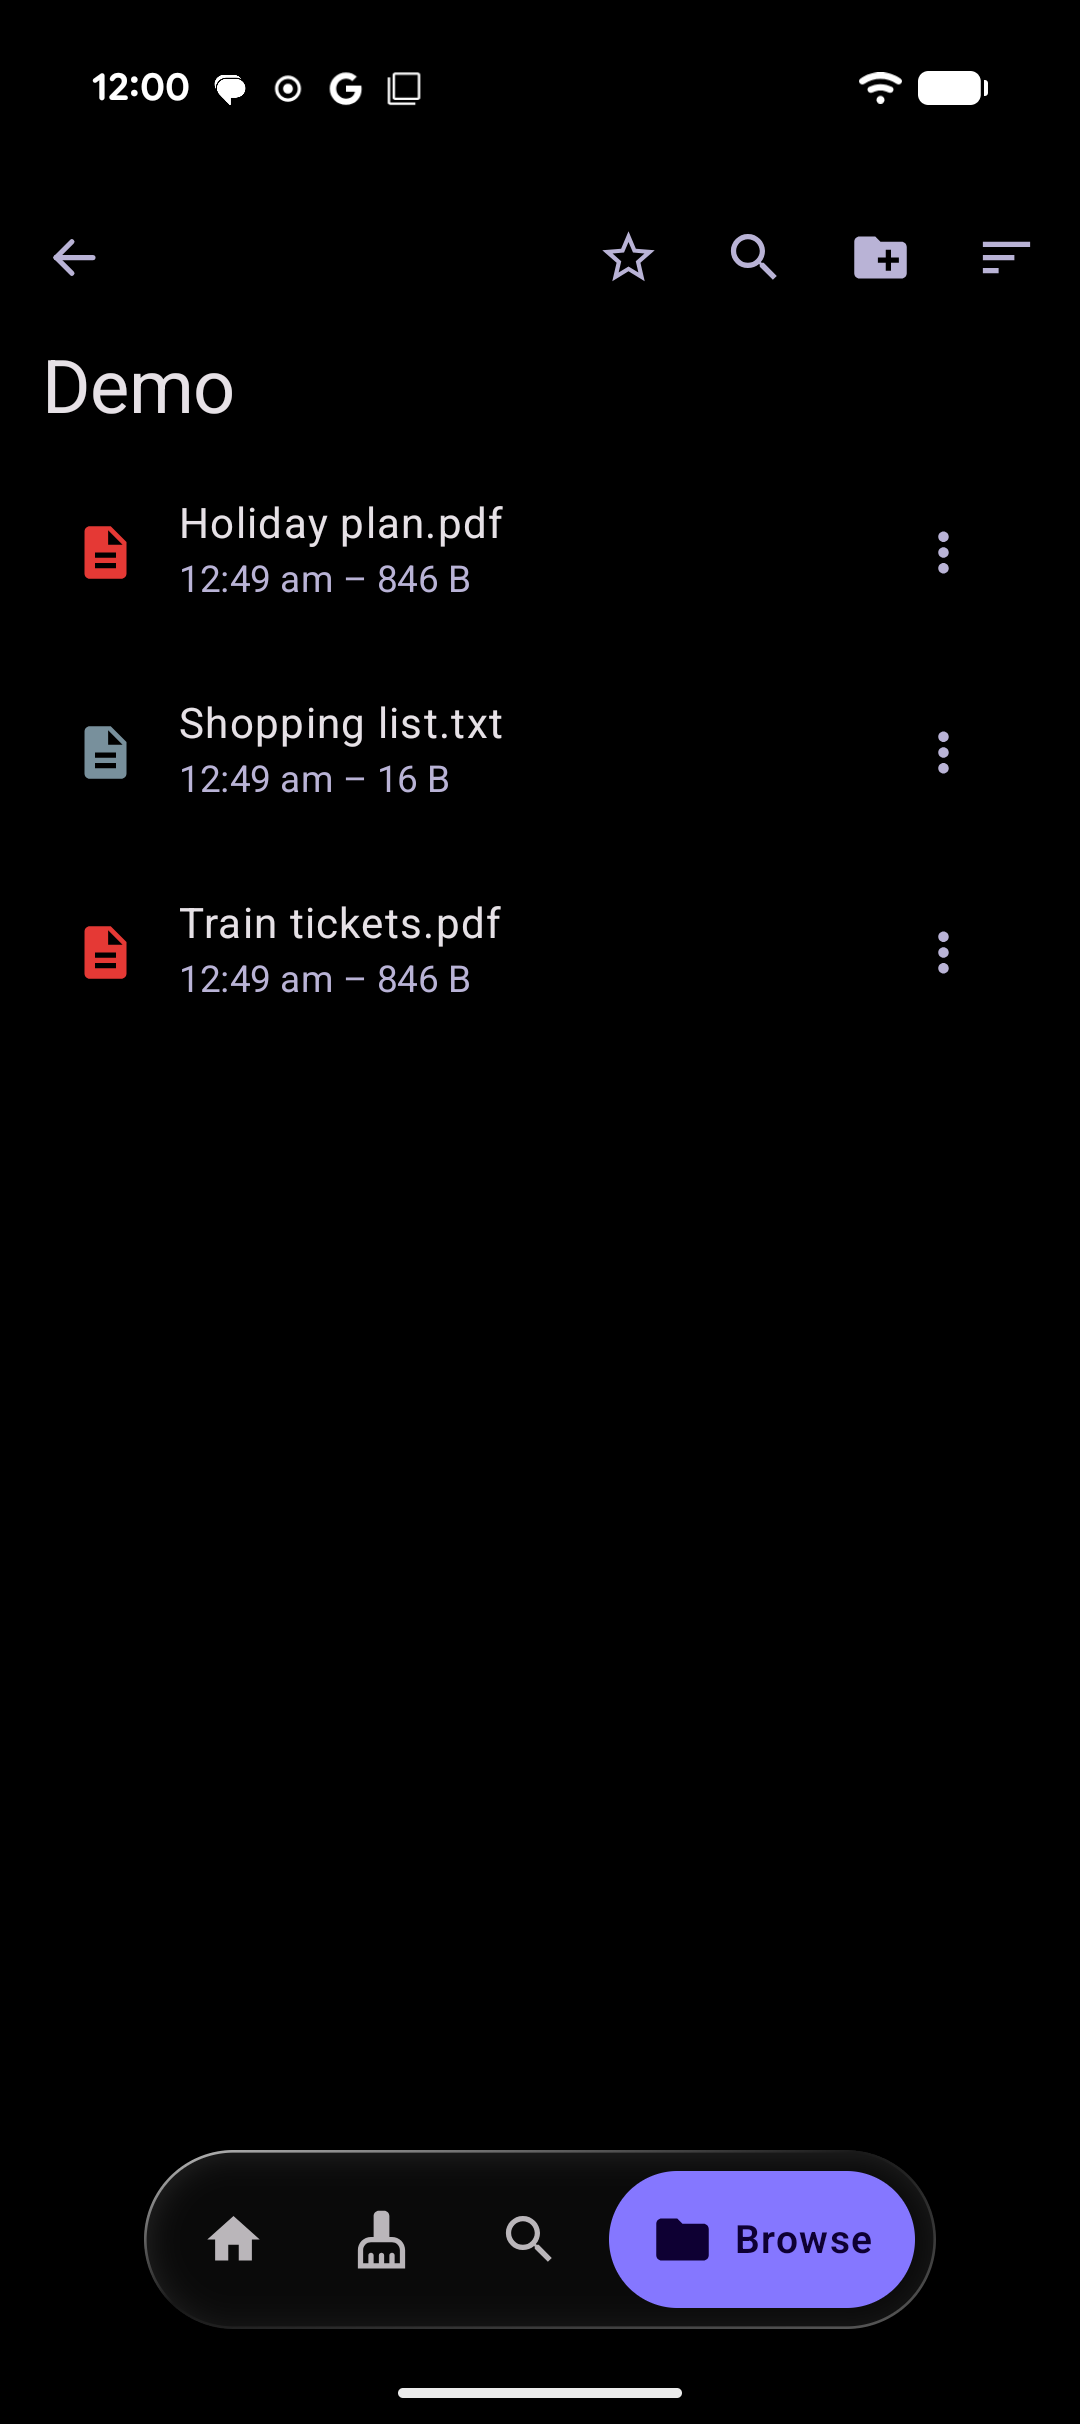 12:00
Demo
Holiday plan.pdf
12:49 am – 846 B
Shopping list.txt
12:49 am – 16 B
Train tickets.pdf
12:49 am – 846 B
Browse